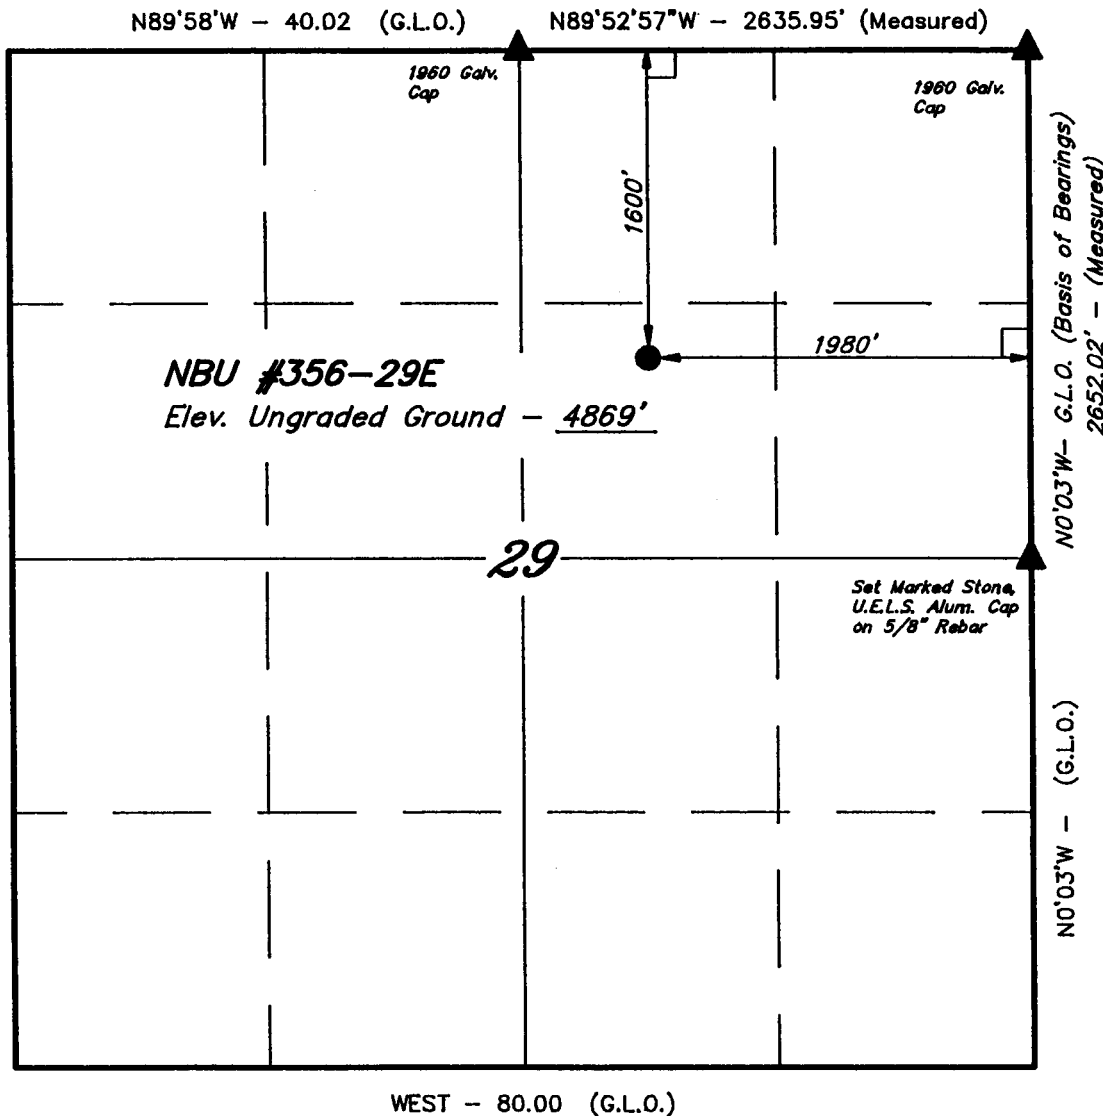 N89°58'W - 40.02 (G.L.O.)
N89°52'57"W - 2635.95' (Measured)
1960 Galv.
Cap
1960 Galv.
Cap
1600'
1980'
N0°03'W- G.L.O. (Basis of Bearings)
2652.02' - (Measured)
NBU #356-29E
Elev. Ungraded Ground - 4869'
29
Set Marked Stone,
U.E.L.S. Alum. Cap
on 5/8" Rebar
N0°03'W - (G.L.O.)
WEST - 80.00 (G.L.O.)